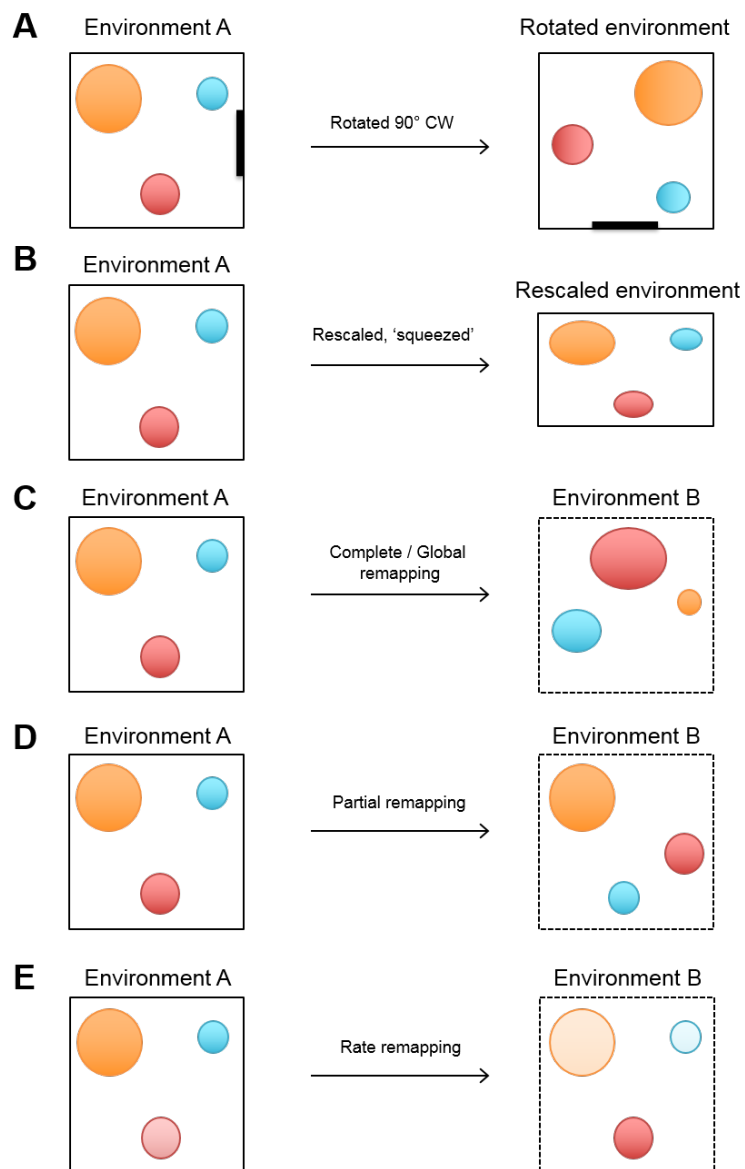 A
Environment A
Rotated environment
Rotated 90° CW
B
Environment A
Rescaled environment
Rescaled, ‘squeezed’
C
Environment A
Environment B
Complete / Global
remapping
D
Environment A
Environment B
Partial remapping
E
Environment A
Environment B
Rate remapping